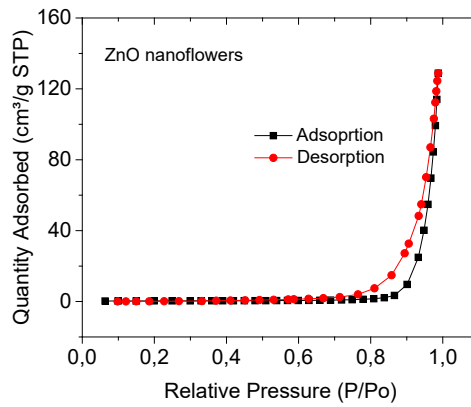 ZnO nanoflowers
Adsoprtion
Desorption
Quantity Adsorbed (cm³/g STP)
160
120
80
40
0
0,0 0,2 0,4 0,6 0,8 1,0
Relative Pressure (P/Po)